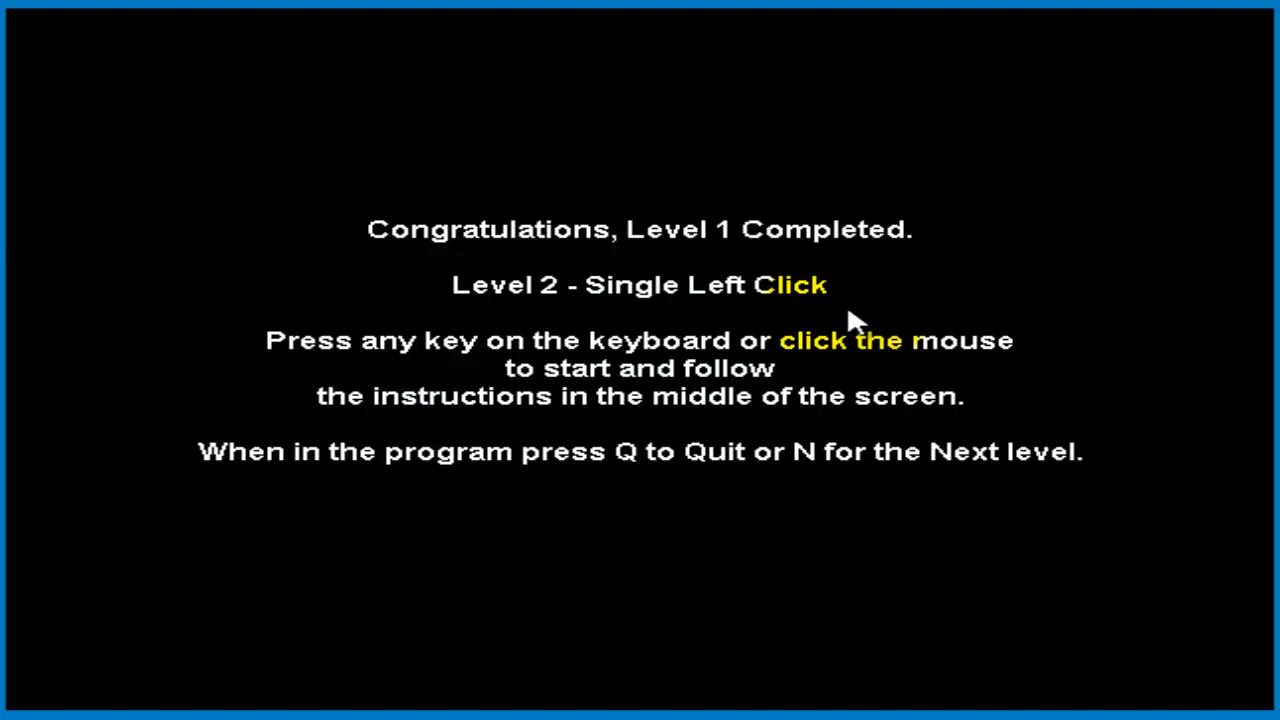 Congratulations, Level 1 Completed.
Level 2 - Single Left Click
Press any key on the keyboard or click the mouse
to start and follow
the instructions in the middle of the screen.
When in the program press Q to Quit or N for the Next level.